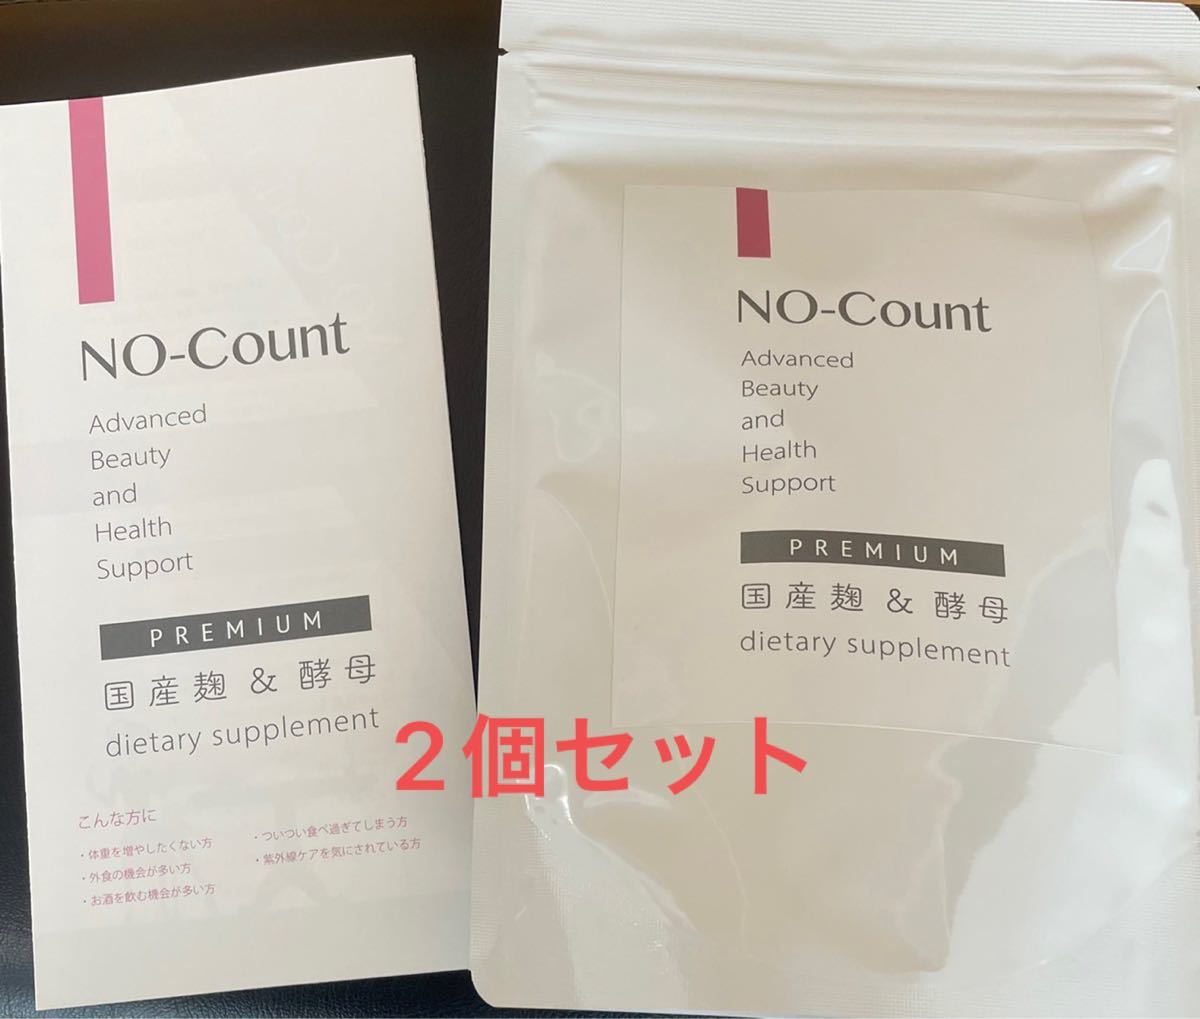 NO-Count
Advanced
Beauty
and
Health
Support
PREMIUM
国産麹 & 酵母
dietary supplement
こんな方に
・体重を増やしたくない方
・外食の機会が多い方
・お酒を飲む機会が多い方
・ついつい食べ過ぎてしまう方
・紫外線ケアを気にされている方
NO-Count
Advanced
Beauty
and
Health
Support
PREMIUM
国産麹 & 酵母
dietary supplement
2個セット